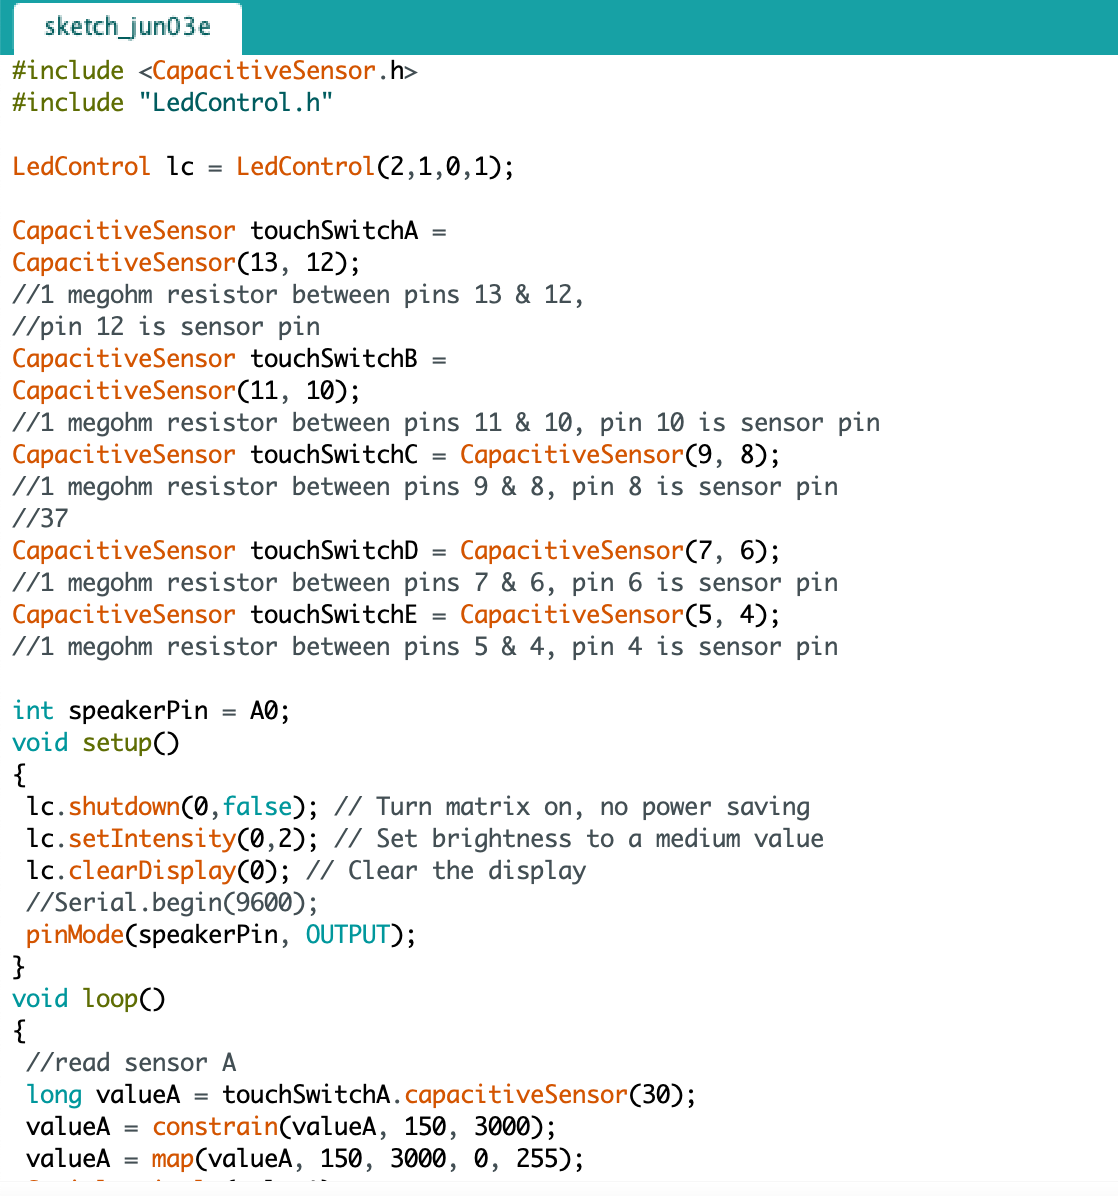 sketch_jun03e
#include <CapacitiveSensor.h>
#include "LedControl.h"
LedControl lc = LedControl(2,1,0,1);
CapacitiveSensor touchSwitchA =
CapacitiveSensor(13, 12);
//1 megohm resistor between pins 13 & 12,
//pin 12 is sensor pin
CapacitiveSensor touchSwitchB =
CapacitiveSensor(11, 10);
//1 megohm resistor between pins 11 & 10, pin 10 is sensor pin
CapacitiveSensor touchSwitchC = CapacitiveSensor(9, 8);
//1 megohm resistor between pins 9 & 8, pin 8 is sensor pin
//37
CapacitiveSensor touchSwitchD = CapacitiveSensor(7, 6);
//1 megohm resistor between pins 7 & 6, pin 6 is sensor pin
CapacitiveSensor touchSwitchE = CapacitiveSensor(5, 4);
//1 megohm resistor between pins 5 & 4, pin 4 is sensor pin
int speakerPin = A0;
void setup()
{
 lc.shutdown(0,false); // Turn matrix on, no power saving
 lc.setIntensity(0,2); // Set brightness to a medium value
 lc.clearDisplay(0); // Clear the display
 //Serial.begin(9600);
 pinMode(speakerPin, OUTPUT);
}
void loop()
{
 //read sensor A
 long valueA = touchSwitchA.capacitiveSensor(30);
 valueA = constrain(valueA, 150, 3000);
 valueA = map(valueA, 150, 3000, 0, 255);